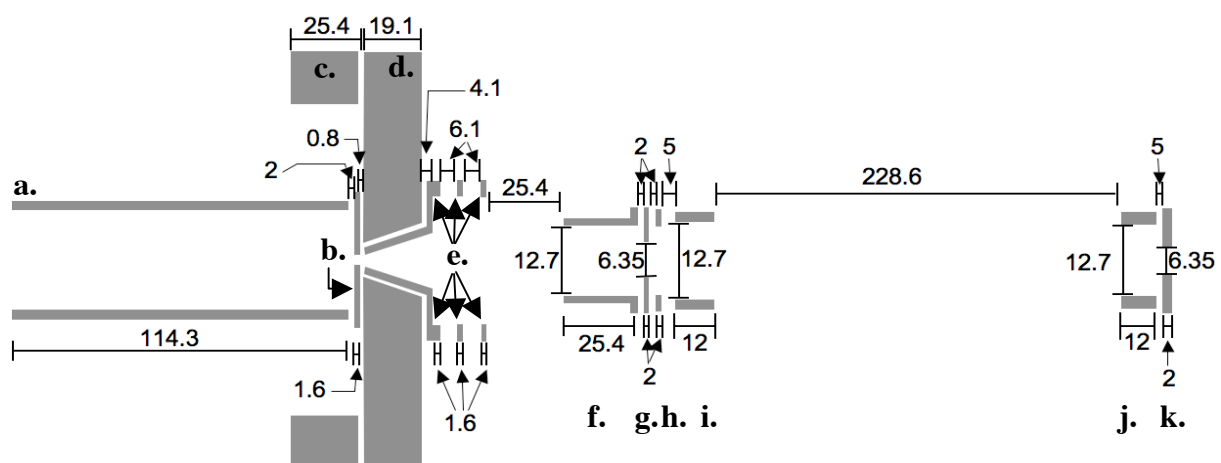 25.4 19.1
c. d.
4.1
0.8 6.1
2 2 5 5
a. 25.4 228.6
b. e. 12.7 6.35 12.7 12.7 6.35
114.3 25.4 2 12 12 2
1.6 1.6
f. g. h. i. j. k.